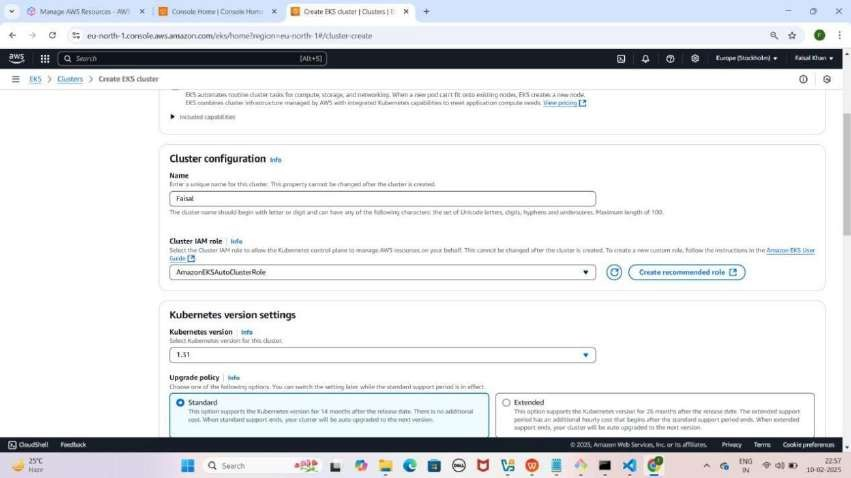 Manage AWS Resources - AWS
Console Home | Console Home
Create EKS cluster | Clusters | E
eu-north-1.console.aws.amazon.com/eks/home?region=eu-north-1#/cluster-create
aws
Search
[Alt+S]
Europe (Stockholm)
Faisal Khan
EKS
Clusters
Create EKS cluster
EKS automates routine cluster tasks for compute, storage, and networking. When a new pod can't fit onto existing nodes, EKS creates a new node.
EKS combines cluster infrastructure managed by AWS with integrated Kubernetes capabilities to meet application compute needs. View pricing
Included capabilities
Cluster configuration Info
Name
Enter a unique name for this cluster. This property cannot be changed after the cluster is created.
Faisal
The cluster name should begin with letter or digit and can have any of the following characters: the set of Unicode letters, digits, hyphens and underscores. Maximum length of 100.
Cluster IAM role | Info
Select the Cluster IAM role to allow the Kubernetes control plane to manage AWS resources on your behalf. This cannot be changed after the cluster is created. To create a new custom role, follow the instructions in the Amazon EKS User
Guide
AmazonEKSAutoClusterRole
Create recommended role
Kubernetes version settings
Kubernetes version | Info
Select Kubernetes version for this cluster.
1.31
Upgrade policy | Info
Choose one of the following options. You can switch the setting later while the standard support period is in effect.
Standard
This option supports the Kubernetes version for 14 months after the release date. There is no additional
cost. When standard support ends, your cluster will be auto upgraded to the next version.
Extended
This option supports the Kubernetes version for 26 months after the release date. The extended support
period has an additional hourly cost that begins after the standard support period ends. When extended
support ends, your cluster will be auto upgraded to the next version.
CloudShell
Feedback
© 2025, Amazon Web Services, Inc. or its affiliates.
Privacy
Terms
Cookie preferences
25°C
Haze
Search
DELL
ENG
IN
22:57
10-02-2025